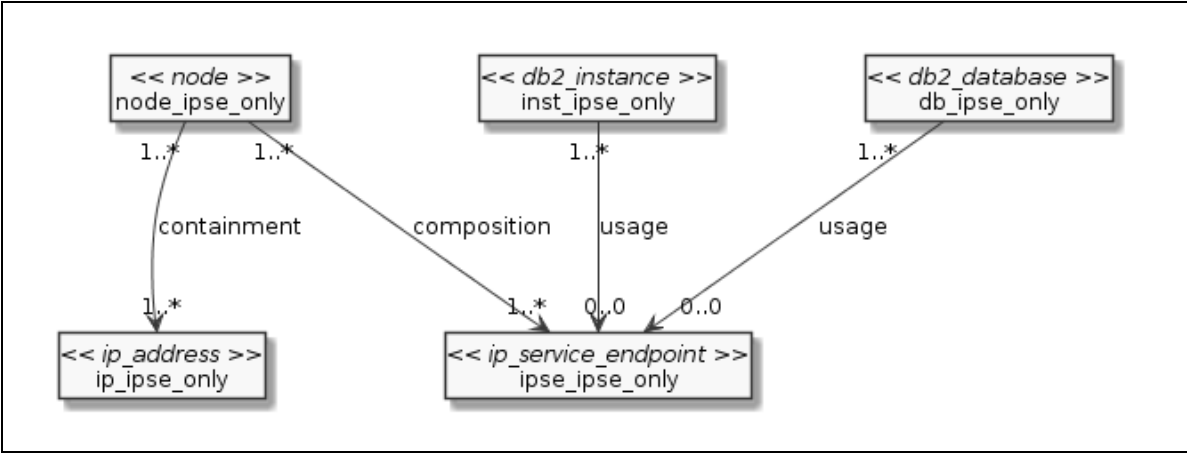 << node >>
node_ipse_only
<< db2_instance >>
inst_ipse_only
<< db2_database >>
db_ipse_only
1..*
1..*
1..*
1..*
containment
composition
usage
usage
1..*
1..*
0..0
0..0
<< ip_address >>
ip_ipse_only
<< ip_service_endpoint >>
ipse_ipse_only